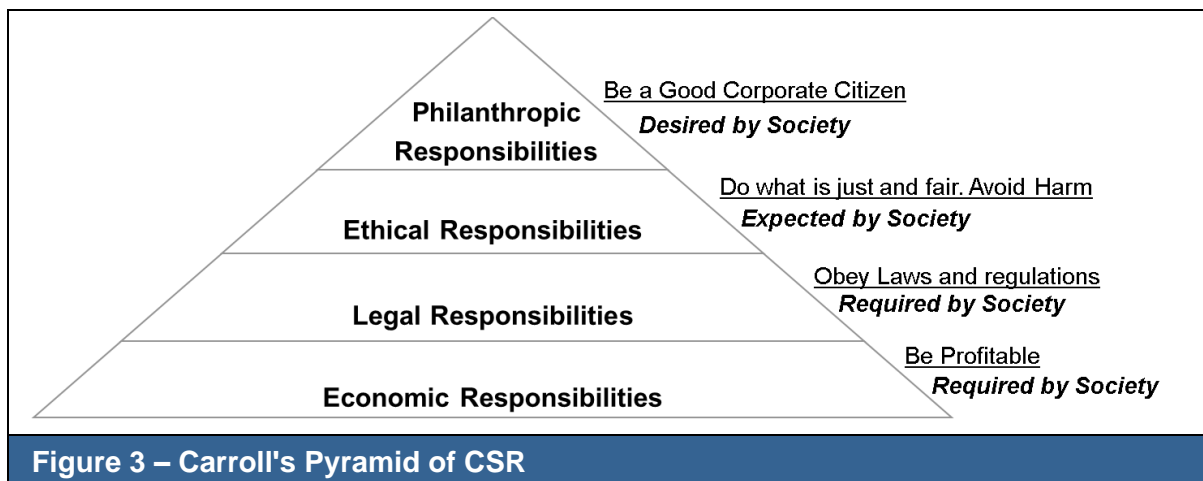 Be a Good Corporate Citizen
Philanthropic
Desired by Society
Responsibilities
Do what is just and fair. Avoid Harm
Expected by Society
Ethical Responsibilities
Obey Laws and regulations
Required by Society
Legal Responsibilities
Be Profitable
Required by Society
Economic Responsibilities
Figure 3 – Carroll's Pyramid of CSR